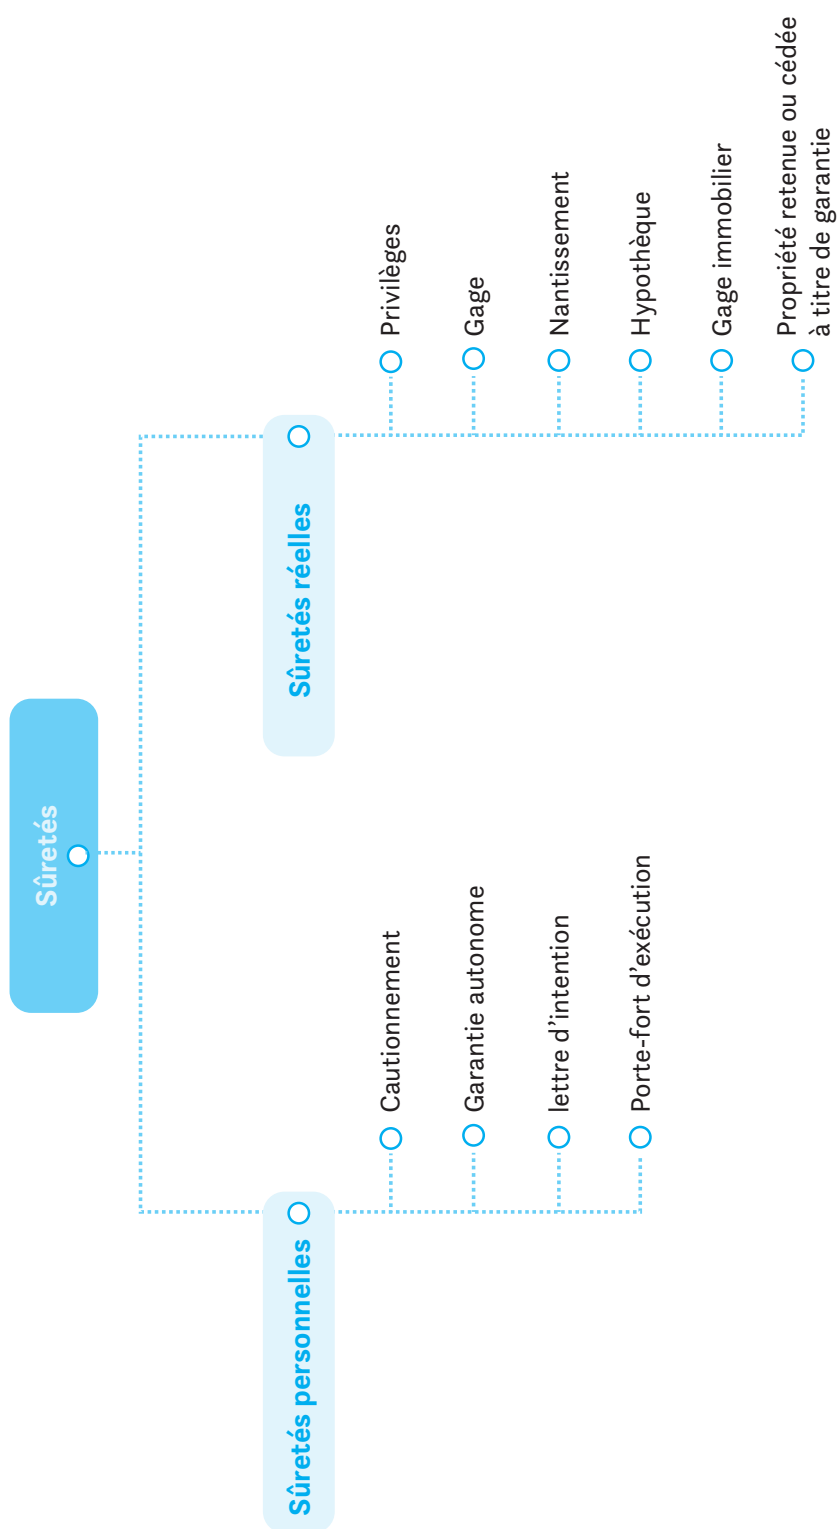 Sûretés
Sûretés personnelles
Cautionnement
Garantie autonome
lettre d’intention
Porte-fort d’exécution
Sûretés réelles
Privilèges
Gage
Nantissement
Hypothèque
Gage immobilier
Propriété retenue ou cédée
à titre de garantie